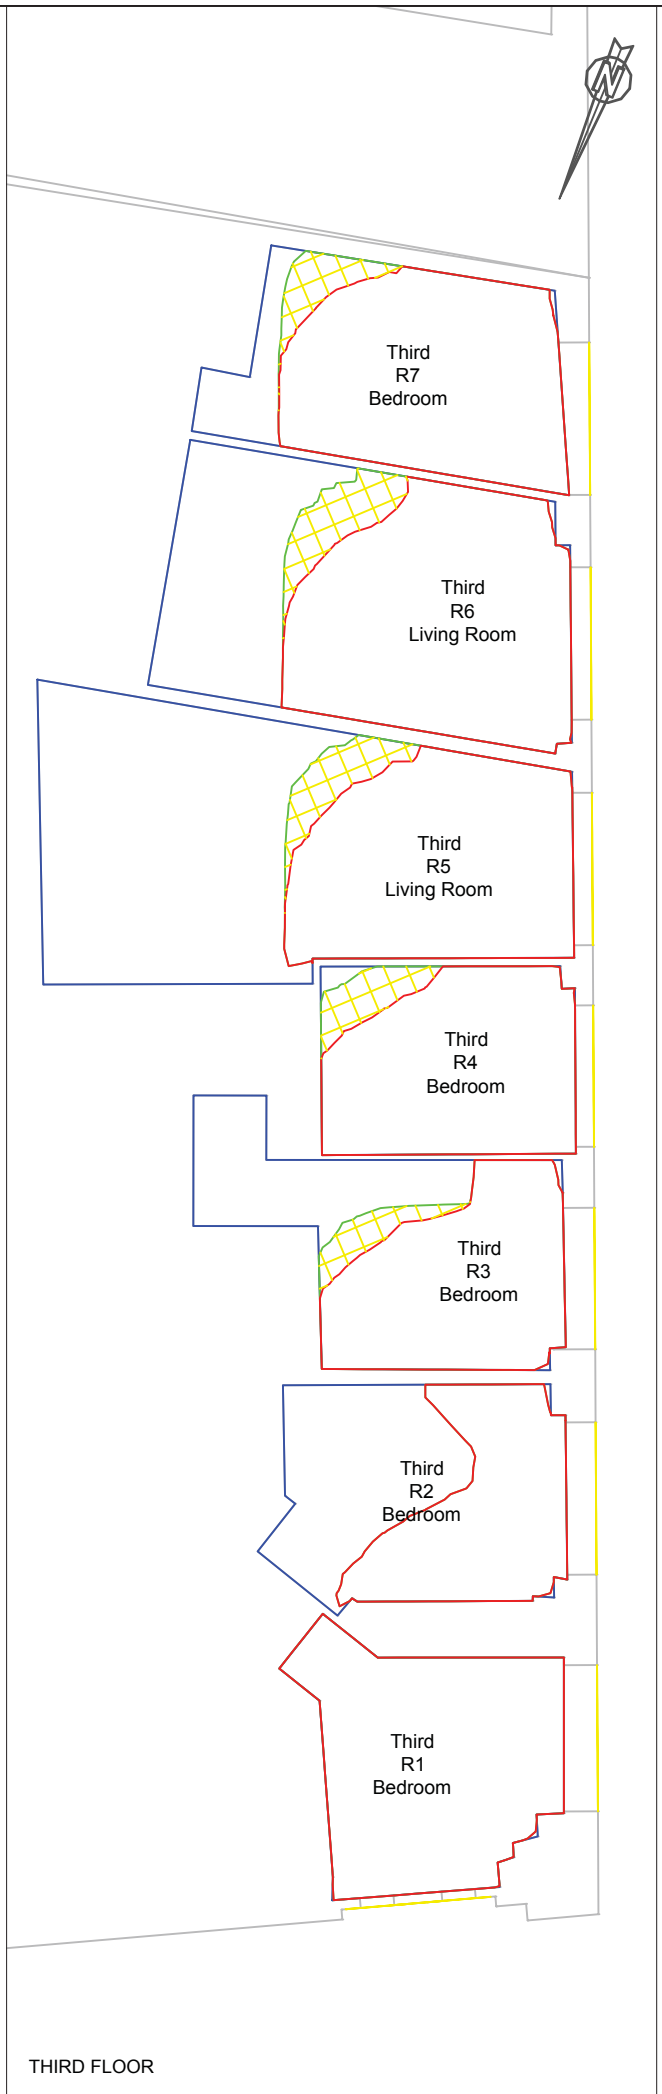 N
Third
R7
Bedroom
Third
R6
Living Room
Third
R5
Living Room
Third
R4
Bedroom
Third
R3
Bedroom
Third
R2
Bedroom
Third
R1
Bedroom
THIRD FLOOR